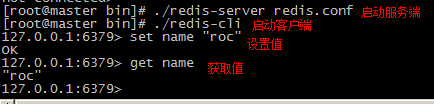 not connected>
[root@master bin]# ./redis-server redis.conf 启动服务端
[root@master bin]# ./redis-cli 启动客户端
127.0.0.1:6379> set name "roc" 设置值
OK
127.0.0.1:6379> get name 获取值
"roc"
127.0.0.1:6379>